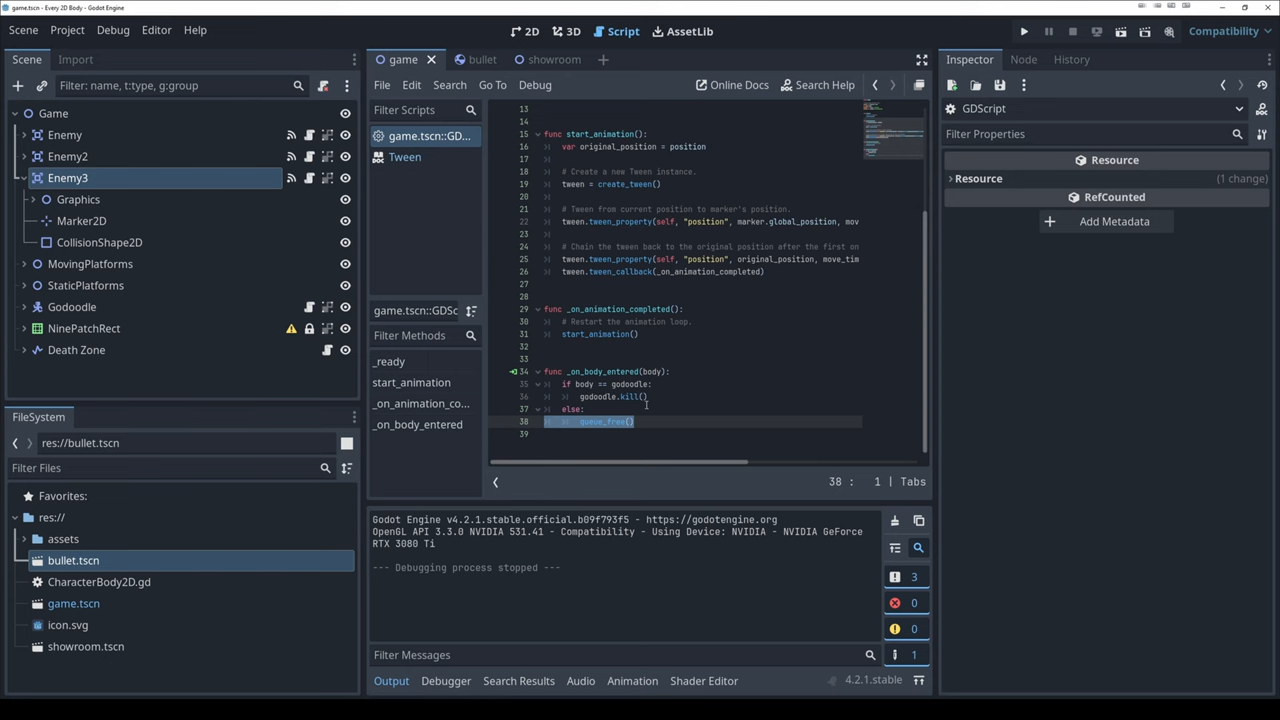 game.tscn - Every 2D Body - Godot Engine
Scene Project Debug Editor Help
2D 3D Script AssetLib
Compatibility
Scene Import
Filter: name, t:type, g:group
Game
Enemy
Enemy2
Enemy3
Graphics
Marker2D
CollisionShape2D
MovingPlatforms
StaticPlatforms
Godoodle
NinePatchRect
Death Zone
FileSystem
res://bullet.tscn
Filter Files
Favorites:
res://
assets
bullet.tscn
CharacterBody2D.gd
game.tscn
icon.svg
showroom.tscn
game bullet showroom
File Edit Search Go To Debug Online Docs Search Help
Filter Scripts
game.tscn::GD...
Tween
game.tscn::GDSc
Filter Methods
_ready
start_animation
_on_animation_co...
_on_body_entered
13
14
15 func start_animation():
16 var original_position = position
17
18 # Create a new Tween instance.
19 tween = create_tween()
20
21 # Tween from current position to marker's position.
22 tween.tween_property(self, "position", marker.global_position, mov
23
24 # Chain the tween back to the original position after the first on
25 tween.tween_property(self, "position", original_position, move_tim
26 tween.tween_callback(_on_animation_completed)
27
28
29 func _on_animation_completed():
30 # Restart the animation loop.
31 start_animation()
32
33
34 func _on_body_entered(body):
35 if body == godoodle:
36 godoodle.kill()
37 else:
38 queue_free()
39
38 : 1 | Tabs
Godot Engine v4.2.1.stable.official.b09f793f5 - https://godotengine.org
OpenGL API 3.3.0 NVIDIA 531.41 - Compatibility - Using Device: NVIDIA - NVIDIA GeForce
RTX 3080 Ti
--- Debugging process stopped ---
3
0
0
1
Filter Messages
Output Debugger Search Results Audio Animation Shader Editor 4.2.1.stable
Inspector Node History
GDScript
Filter Properties
Resource
Resource (1 change)
RefCounted
Add Metadata